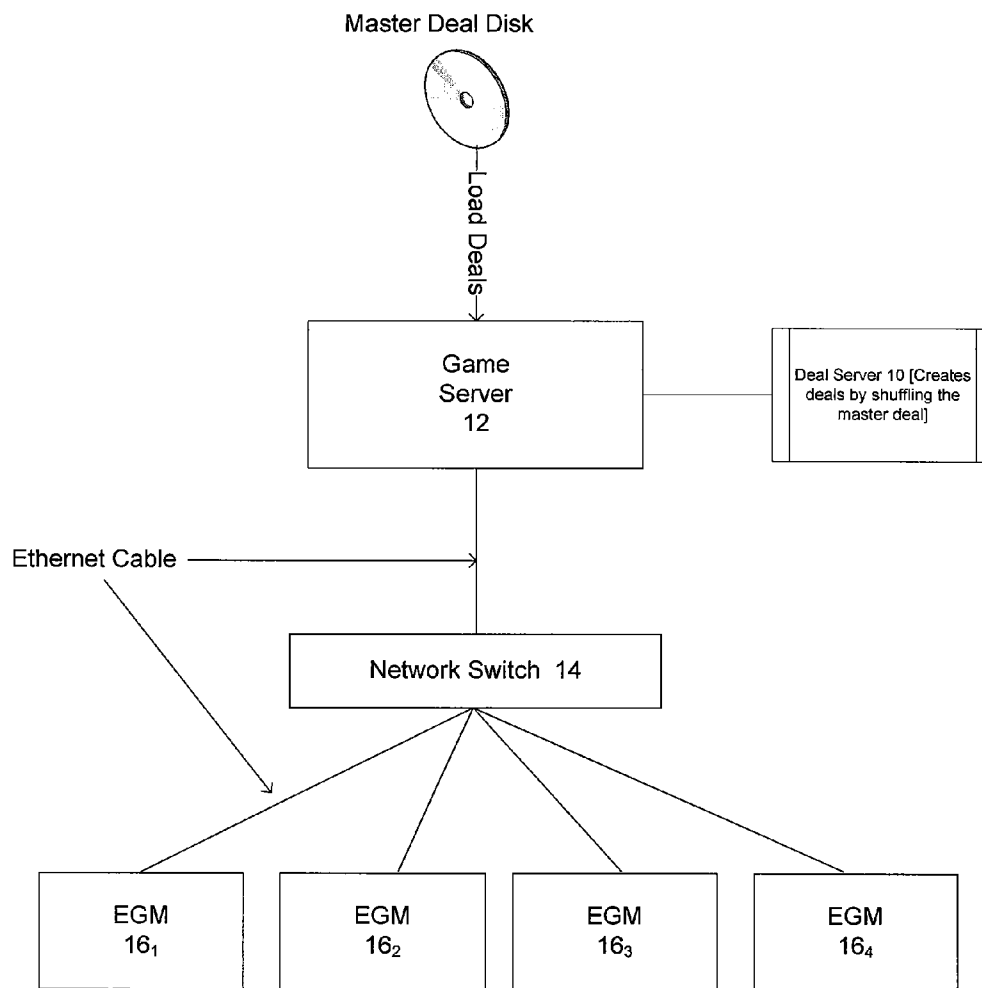 Master Deal Disk
Load Deals
Game
Server
12
Deal Server 10 [Creates
deals by shuffling the
master deal]
Ethernet Cable
Network Switch 14
EGM
16₁
EGM
16₂
EGM
16₃
EGM
16₄